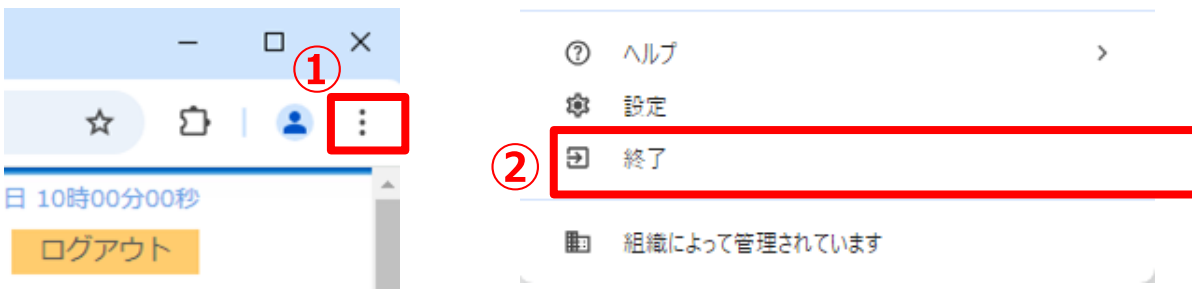 ①
日 10時00分00秒
ログアウト
ヘルプ
設定
② 終了
組織によって管理されています